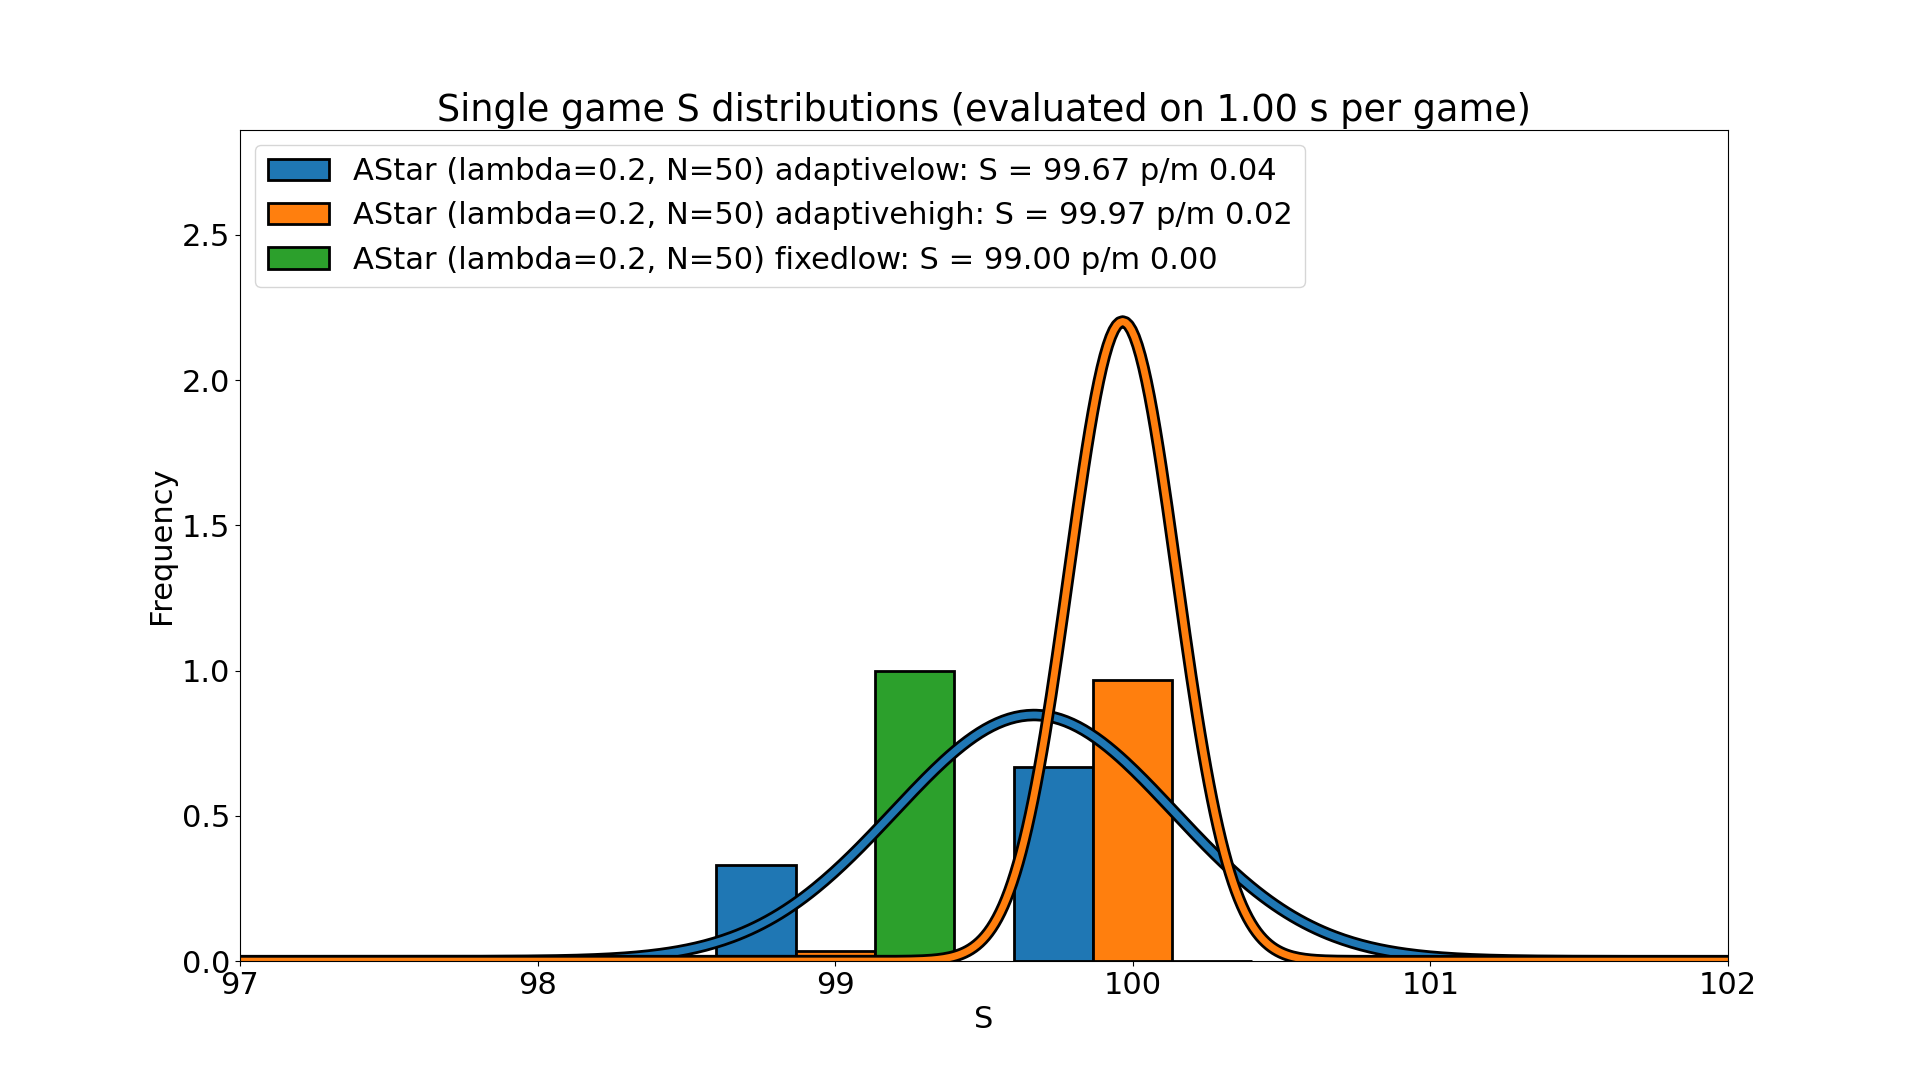 Single game S distributions (evaluated on 1.00 s per game)
AStar (lambda=0.2, N=50) adaptivelow: S = 99.67 p/m 0.04
AStar (lambda=0.2, N=50) adaptivehigh: S = 99.97 p/m 0.02
AStar (lambda=0.2, N=50) fixedlow: S = 99.00 p/m 0.00
2.5
2.0
1.5
1.0
0.5
0.0
Frequency
97 98 99 100 101 102
S